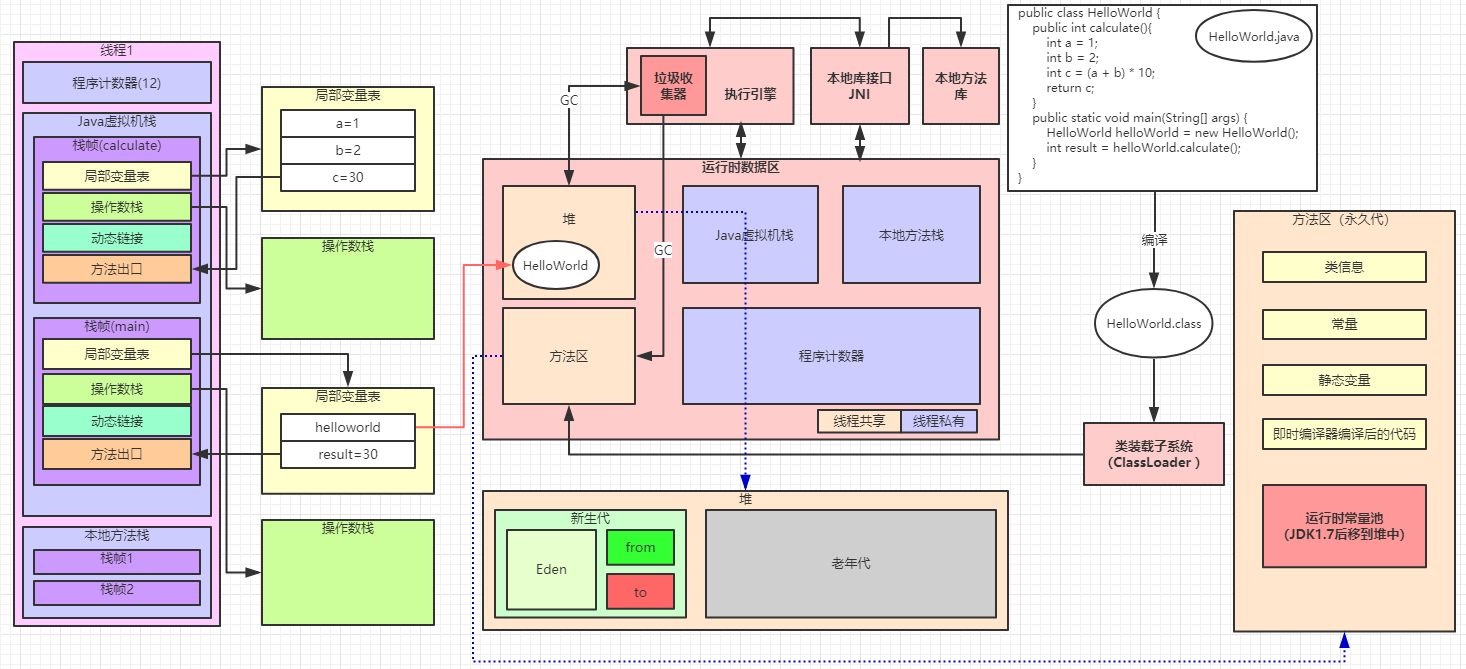 线程1
程序计数器(12)
Java虚拟机栈
栈帧(calculate)
局部变量表
操作数栈
动态链接
方法出口
栈帧(main)
局部变量表
操作数栈
动态链接
方法出口
本地方法栈
栈帧1
栈帧2
局部变量表
a=1
b=2
c=30
操作数栈
局部变量表
helloworld
result=30
操作数栈
垃圾收
集器
执行引擎
本地库接口
JNI
本地方法
库
GC
GC
运行时数据区
堆
HelloWorld
Java虚拟机栈
本地方法栈
方法区
程序计数器
线程共享
线程私有
堆
新生代
Eden
from
to
老年代
public class HelloWorld {
public int calculate(){
int a = 1;
int b = 2;
int c = (a + b) * 10;
return c;
}
public static void main(String[] args) {
HelloWorld helloWorld = new HelloWorld();
int result = helloWorld.calculate();
}
}
HelloWorld.java
编译
HelloWorld.class
类装载子系统
（ClassLoader ）
方法区（永久代）
类信息
常量
静态变量
即时编译器编译后的代码
运行时常量池
（JDK1.7后移到堆中）